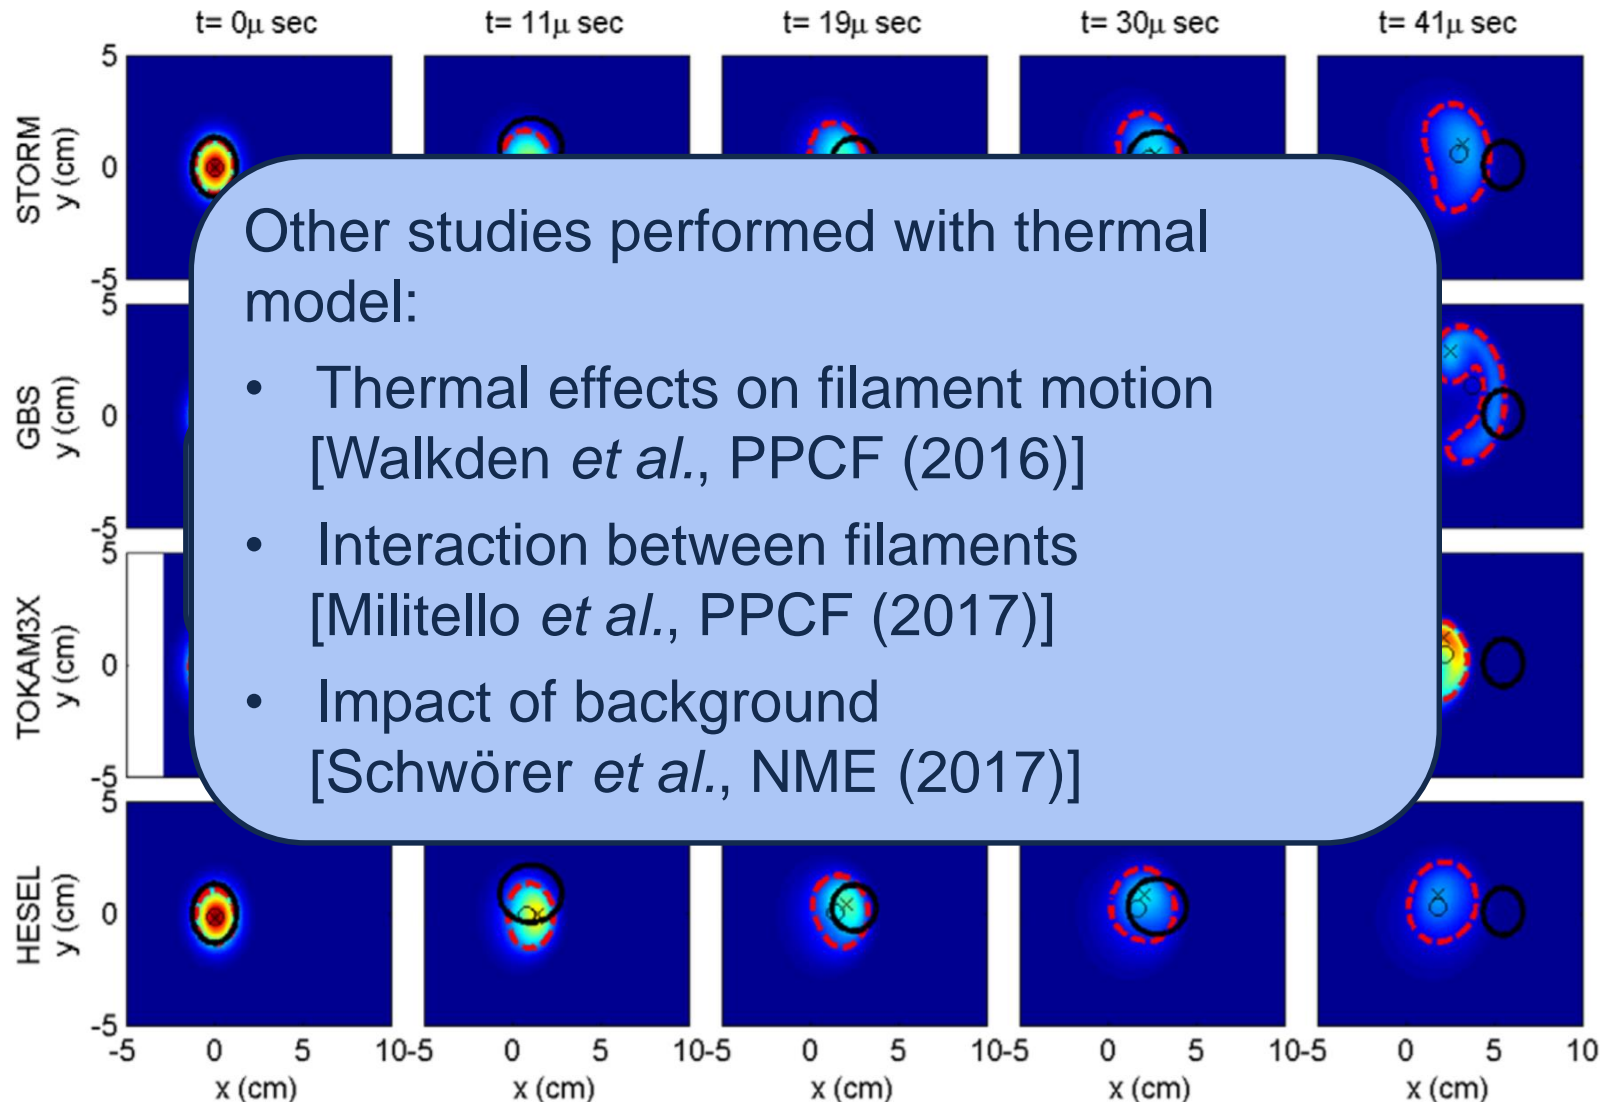 t= 0μ sec t= 11μ sec t= 19μ sec t= 30μ sec t= 41μ sec
STORM
y (cm)
5
0
-5
GBS
y (cm)
5
0
-5
TOKAM3X
y (cm)
5
0
-5
HESEL
y (cm)
5
0
-5
Other studies performed with thermal
model:
• Thermal effects on filament motion
[Walkden et al., PPCF (2016)]
• Interaction between filaments
[Militello et al., PPCF (2017)]
• Impact of background
[Schwörer et al., NME (2017)]
-5 0 5 10 -5 0 5 10 -5 0 5 10 -5 0 5 10 -5 0 5 10
x (cm) x (cm) x (cm) x (cm) x (cm)